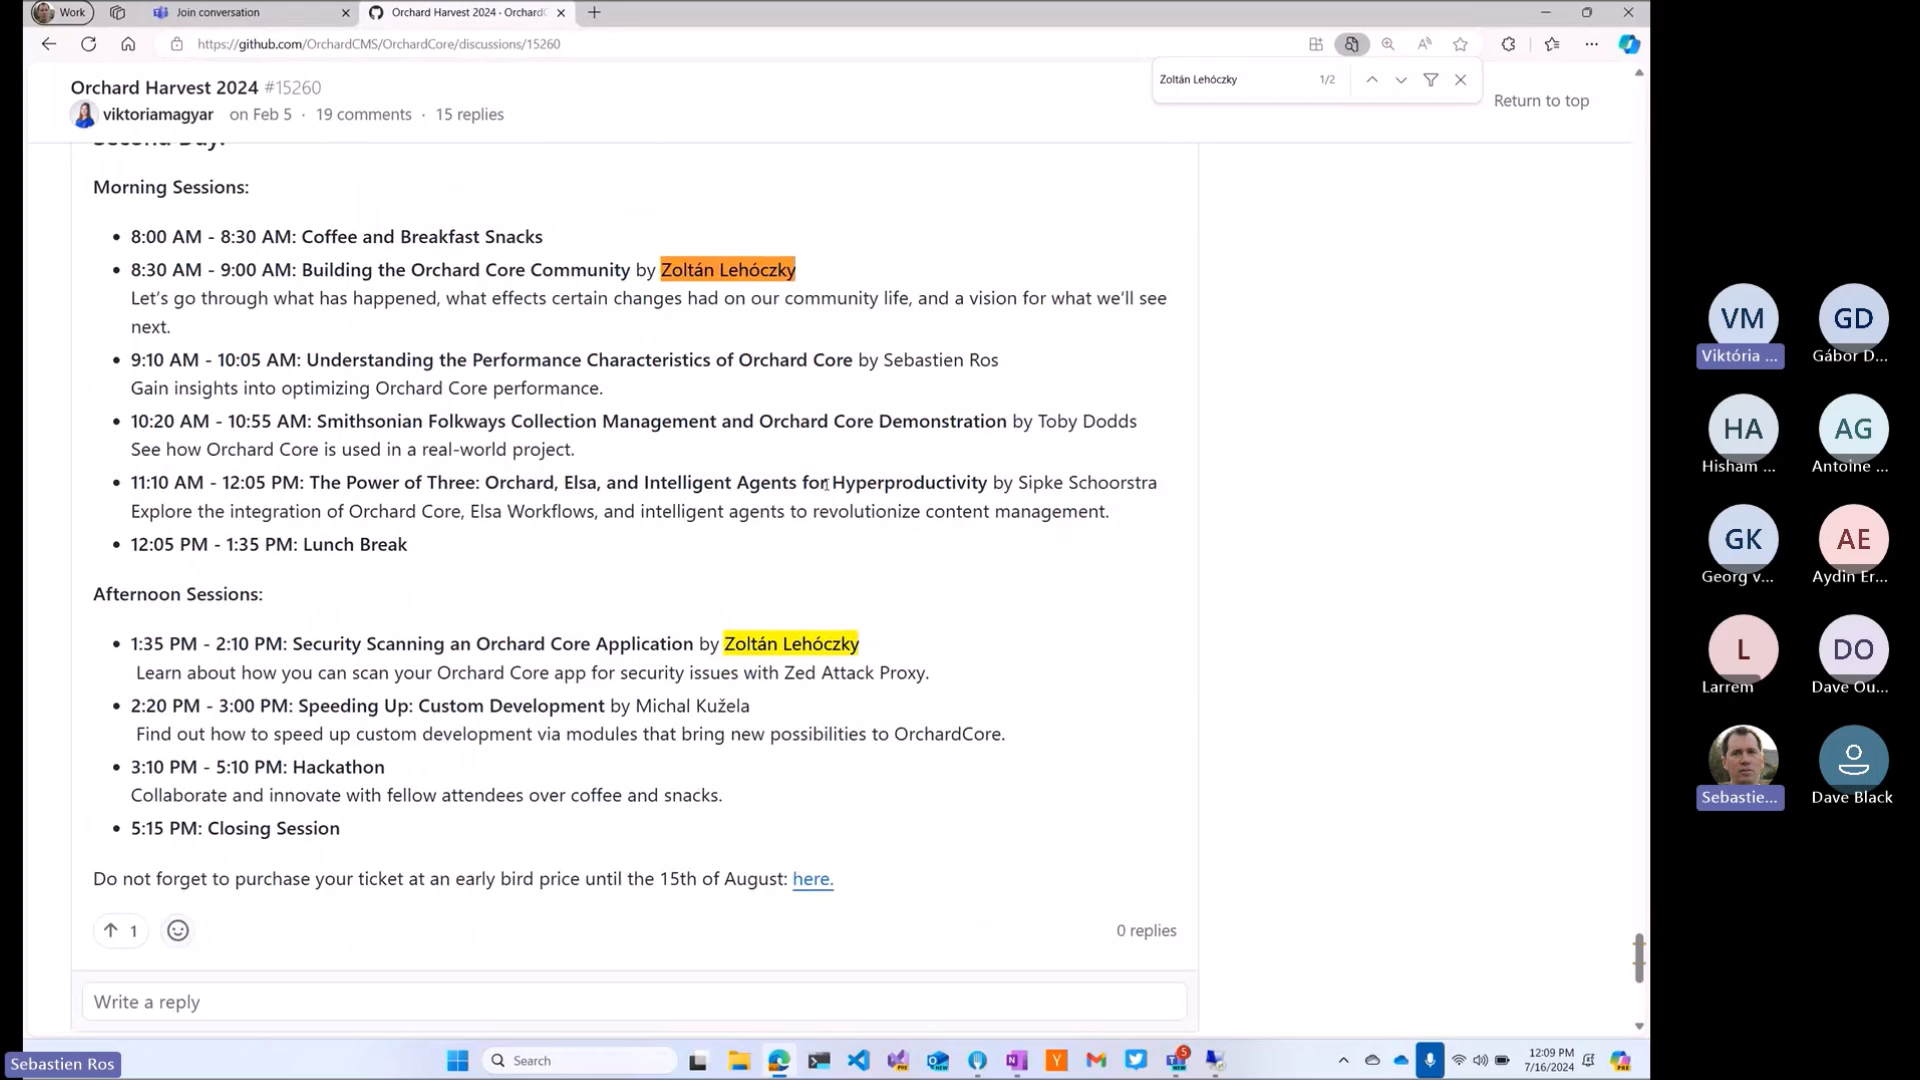 Work
Join conversation
Orchard Harvest 2024 · OrchardC
https://github.com/OrchardCMS/OrchardCore/discussions/15260
Zoltán Lehóczky
1/2
Orchard Harvest 2024 #15260
viktoriamagyar on Feb 5 · 19 comments · 15 replies
Return to top
Second Day:
Morning Sessions:
• 8:00 AM - 8:30 AM: Coffee and Breakfast Snacks
• 8:30 AM - 9:00 AM: Building the Orchard Core Community by Zoltán Lehóczky
Let's go through what has happened, what effects certain changes had on our community life, and a vision for what we'll see
next.
• 9:10 AM - 10:05 AM: Understanding the Performance Characteristics of Orchard Core by Sebastien Ros
Gain insights into optimizing Orchard Core performance.
• 10:20 AM - 10:55 AM: Smithsonian Folkways Collection Management and Orchard Core Demonstration by Toby Dodds
See how Orchard Core is used in a real-world project.
• 11:10 AM - 12:05 PM: The Power of Three: Orchard, Elsa, and Intelligent Agents for Hyperproductivity by Sipke Schoorstra
Explore the integration of Orchard Core, Elsa Workflows, and intelligent agents to revolutionize content management.
• 12:05 PM - 1:35 PM: Lunch Break
Afternoon Sessions:
• 1:35 PM - 2:10 PM: Security Scanning an Orchard Core Application by Zoltán Lehóczky
Learn about how you can scan your Orchard Core app for security issues with Zed Attack Proxy.
• 2:20 PM - 3:00 PM: Speeding Up: Custom Development by Michal Kužela
Find out how to speed up custom development via modules that bring new possibilities to OrchardCore.
• 3:10 PM - 5:10 PM: Hackathon
Collaborate and innovate with fellow attendees over coffee and snacks.
• 5:15 PM: Closing Session
Do not forget to purchase your ticket at an early bird price until the 15th of August: here.
1
0 replies
Write a reply
VM
Viktória ...
GD
Gábor D...
HA
Hisham ...
AG
Antoine ...
GK
Georg v...
AE
Aydin Er...
L
Larrem
DO
Dave Ou...
Sebastie...
Dave Black
Sebastien Ros
Search
5
12:09 PM
7/16/2024